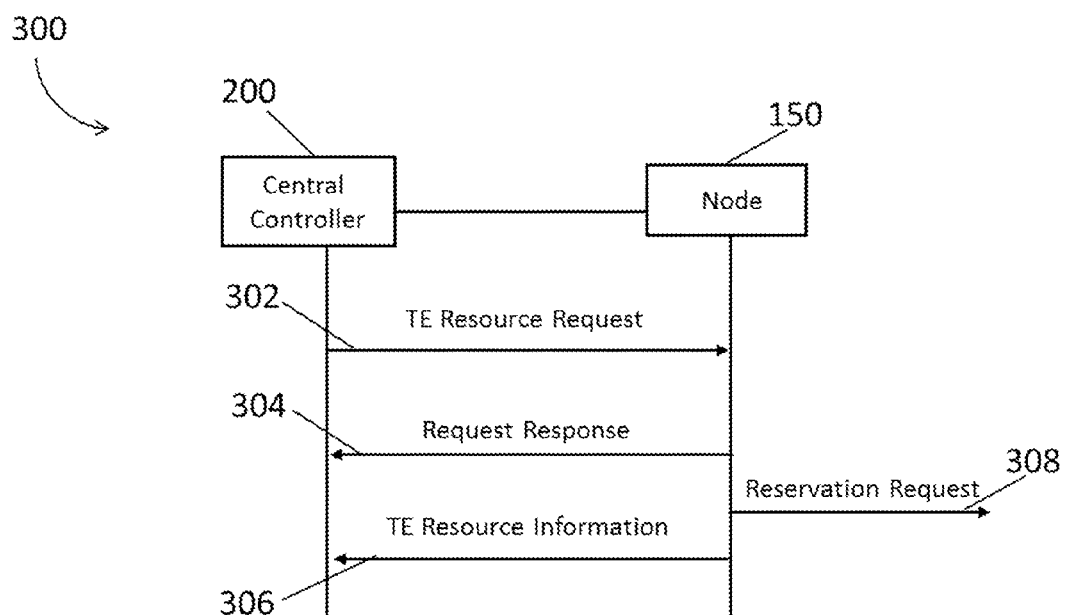 300
200
150
Central
Controller
Node
302
TE Resource Request
304
Request Response
308
Reservation Request
TE Resource Information
306